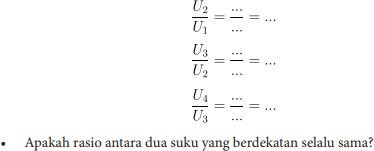 U₂/U₁ = .../... = ...
U₃/U₂ = .../... = ...
U₄/U₃ = .../... = ...
• Apakah rasio antara dua suku yang berdekatan selalu sama?